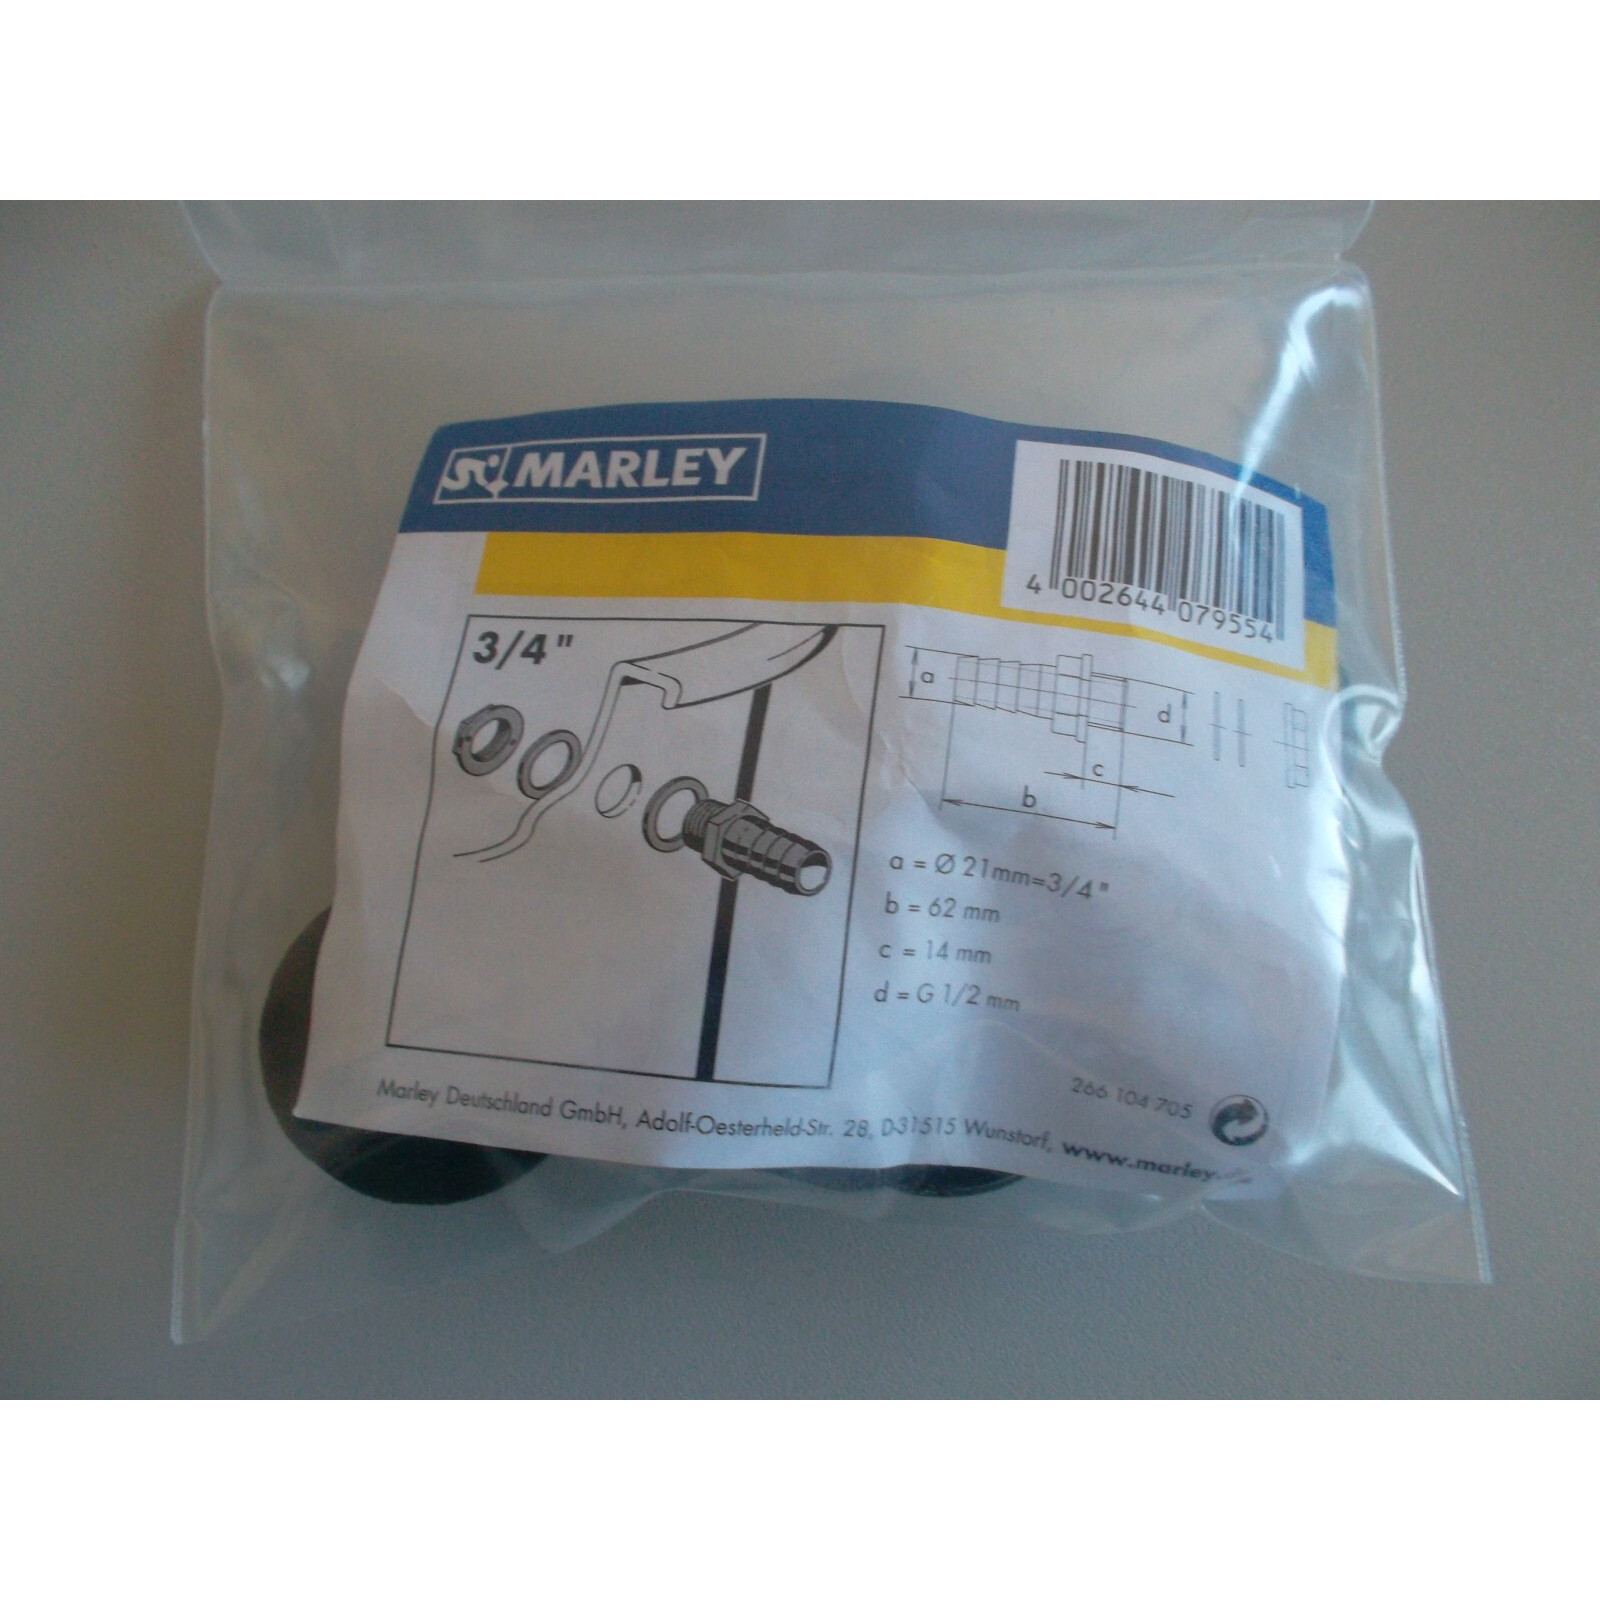 MARLEY
4 002644 079554
3/4"
a
d
c
b
a = Ø 21mm=3/4"
b = 62 mm
c = 14 mm
d = G 1/2 mm
266 104 705
Marley Deutschland GmbH, Adolf-Oesterheld-Str. 28, D-31515 Wunstorf, www.marley.